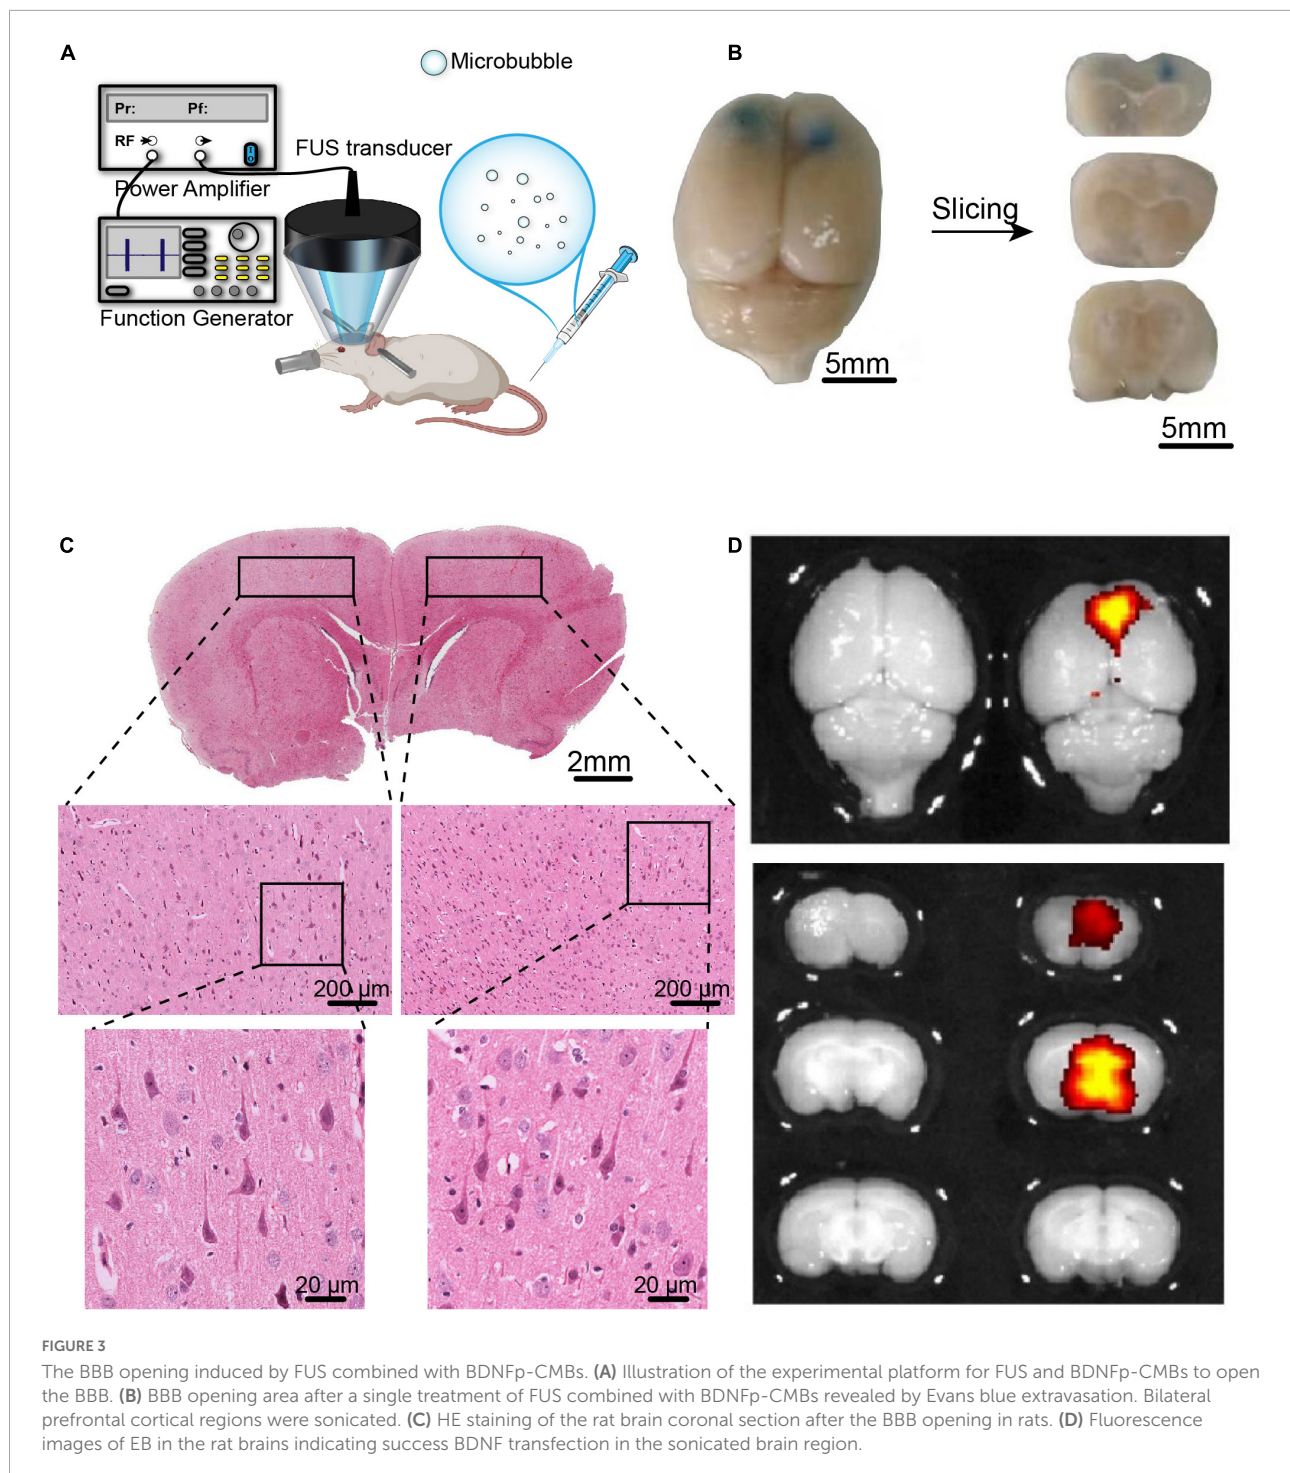 A
Microbubble
Pr:
Pf:
RF
FUS transducer
Power Amplifier
Function Generator
B
Slicing
5mm
5mm
C
2mm
200 µm
200 µm
20 µm
20 µm
D
FIGURE 3
The BBB opening induced by FUS combined with BDNFp-CMBs. (A) Illustration of the experimental platform for FUS and BDNFp-CMBs to open
the BBB. (B) BBB opening area after a single treatment of FUS combined with BDNFp-CMBs revealed by Evans blue extravasation. Bilateral
prefrontal cortical regions were sonicated. (C) HE staining of the rat brain coronal section after the BBB opening in rats. (D) Fluorescence
images of EB in the rat brains indicating success BDNF transfection in the sonicated brain region.